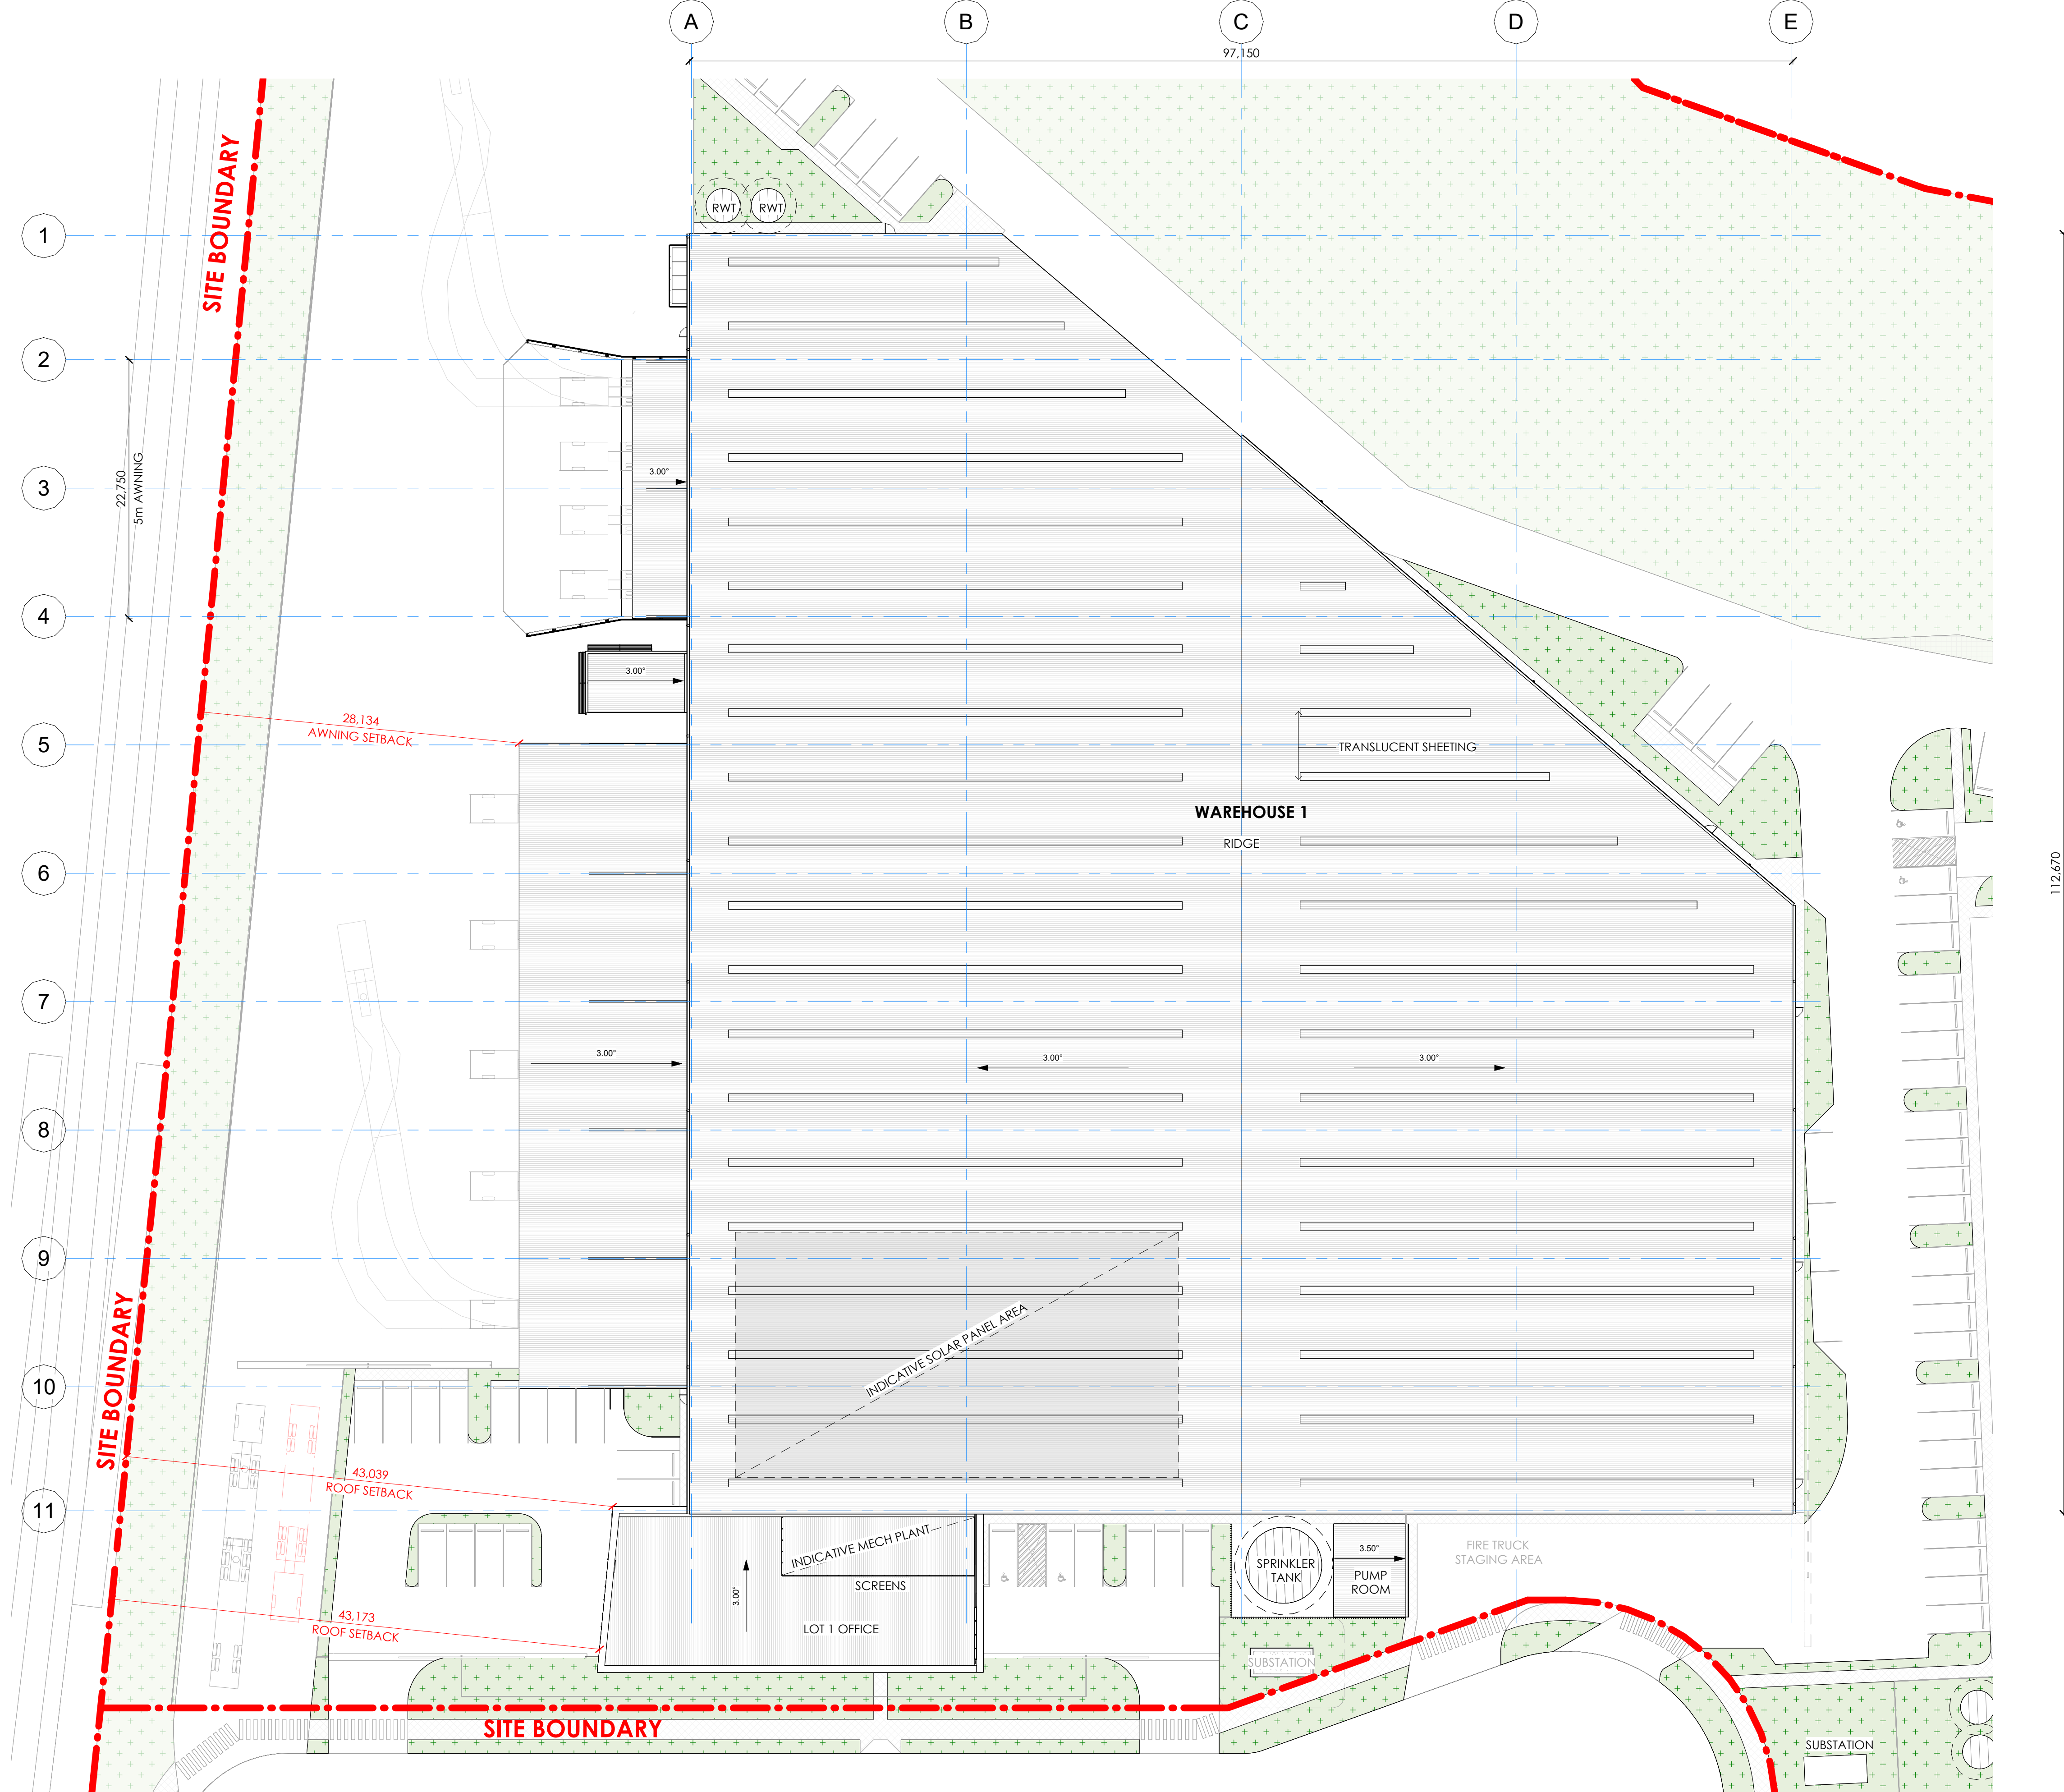 A
B
C
D
E
97,150
SITE BOUNDARY
RWT
RWT
1
2
22,750
5m AWNING
3
3.00°
4
3.00°
28,134
AWNING SETBACK
5
TRANSLUCENT SHEETING
WAREHOUSE 1
RIDGE
6
112,670
7
3.00°
3.00°
3.00°
8
9
SITE BOUNDARY
INDICATIVE SOLAR PANEL AREA
10
43,039
ROOF SETBACK
11
INDICATIVE MECH PLANT
SCREENS
3.00°
LOT 1 OFFICE
SPRINKLER
TANK
3.50°
PUMP
ROOM
FIRE TRUCK
STAGING AREA
43,173
ROOF SETBACK
SUBSTATION
SITE BOUNDARY
SUBSTATION